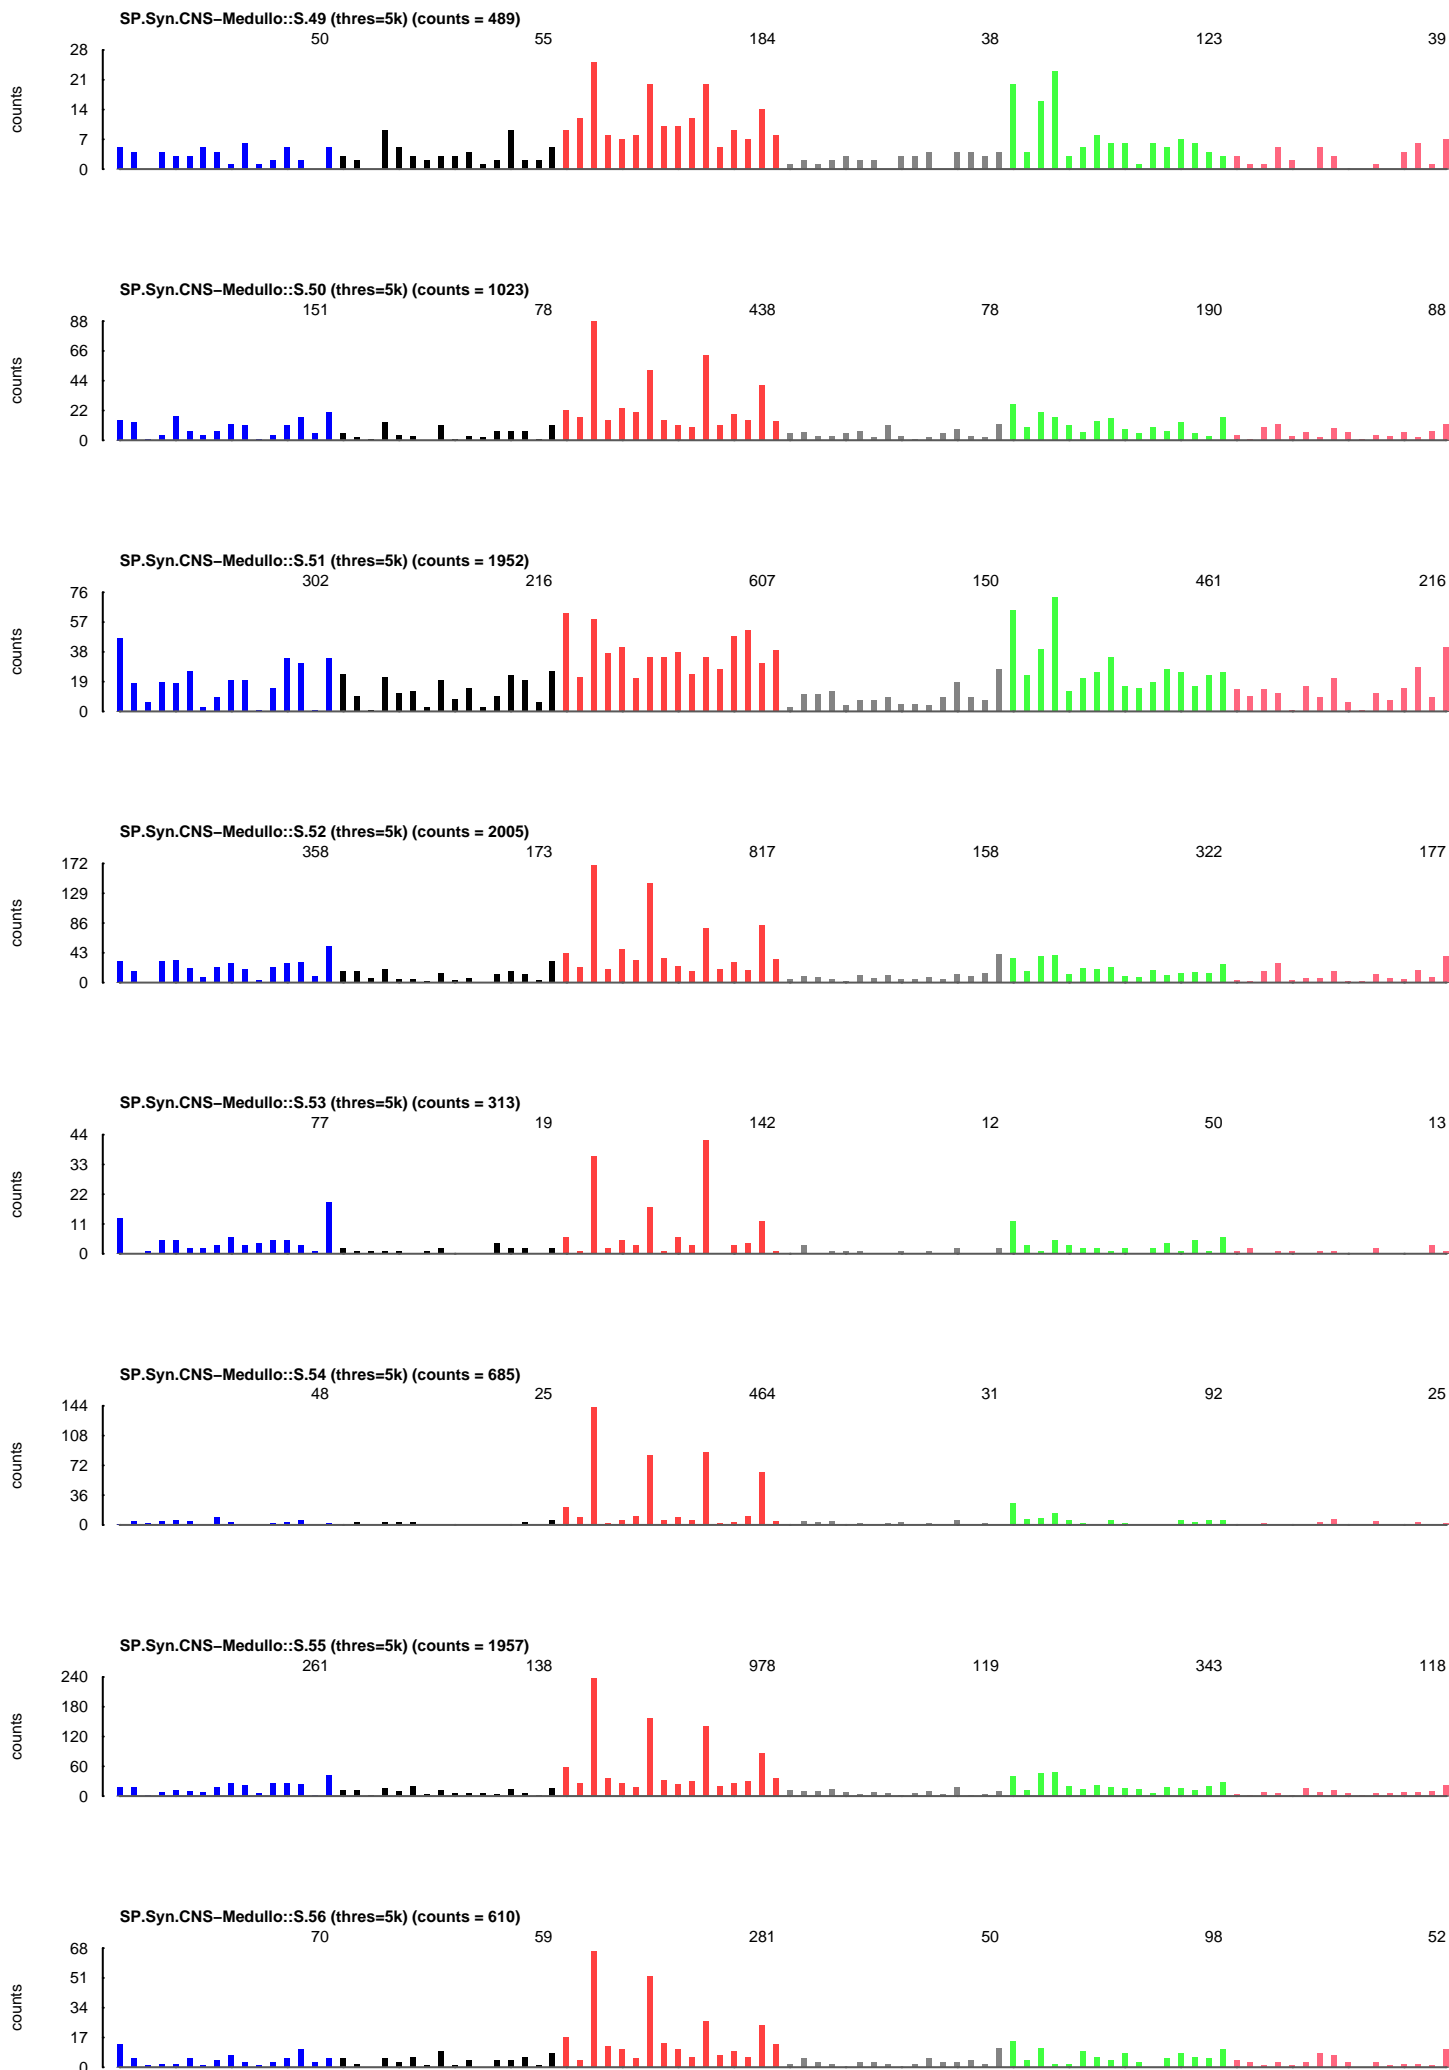 SP.Syn.CNS−Medullo::S.49 (thres=5k) (counts = 489)
50 55 184 38 123 39
28
21
14
7
0
counts
SP.Syn.CNS−Medullo::S.50 (thres=5k) (counts = 1023)
151 78 438 78 190 88
88
66
44
22
0
counts
SP.Syn.CNS−Medullo::S.51 (thres=5k) (counts = 1952)
302 216 607 150 461 216
76
57
38
19
0
counts
SP.Syn.CNS−Medullo::S.52 (thres=5k) (counts = 2005)
358 173 817 158 322 177
172
129
86
43
0
counts
SP.Syn.CNS−Medullo::S.53 (thres=5k) (counts = 313)
77 19 142 12 50 13
44
33
22
11
0
counts
SP.Syn.CNS−Medullo::S.54 (thres=5k) (counts = 685)
48 25 464 31 92 25
144
108
72
36
0
counts
SP.Syn.CNS−Medullo::S.55 (thres=5k) (counts = 1957)
261 138 978 119 343 118
240
180
120
60
0
counts
SP.Syn.CNS−Medullo::S.56 (thres=5k) (counts = 610)
70 59 281 50 98 52
68
51
34
17
0
counts